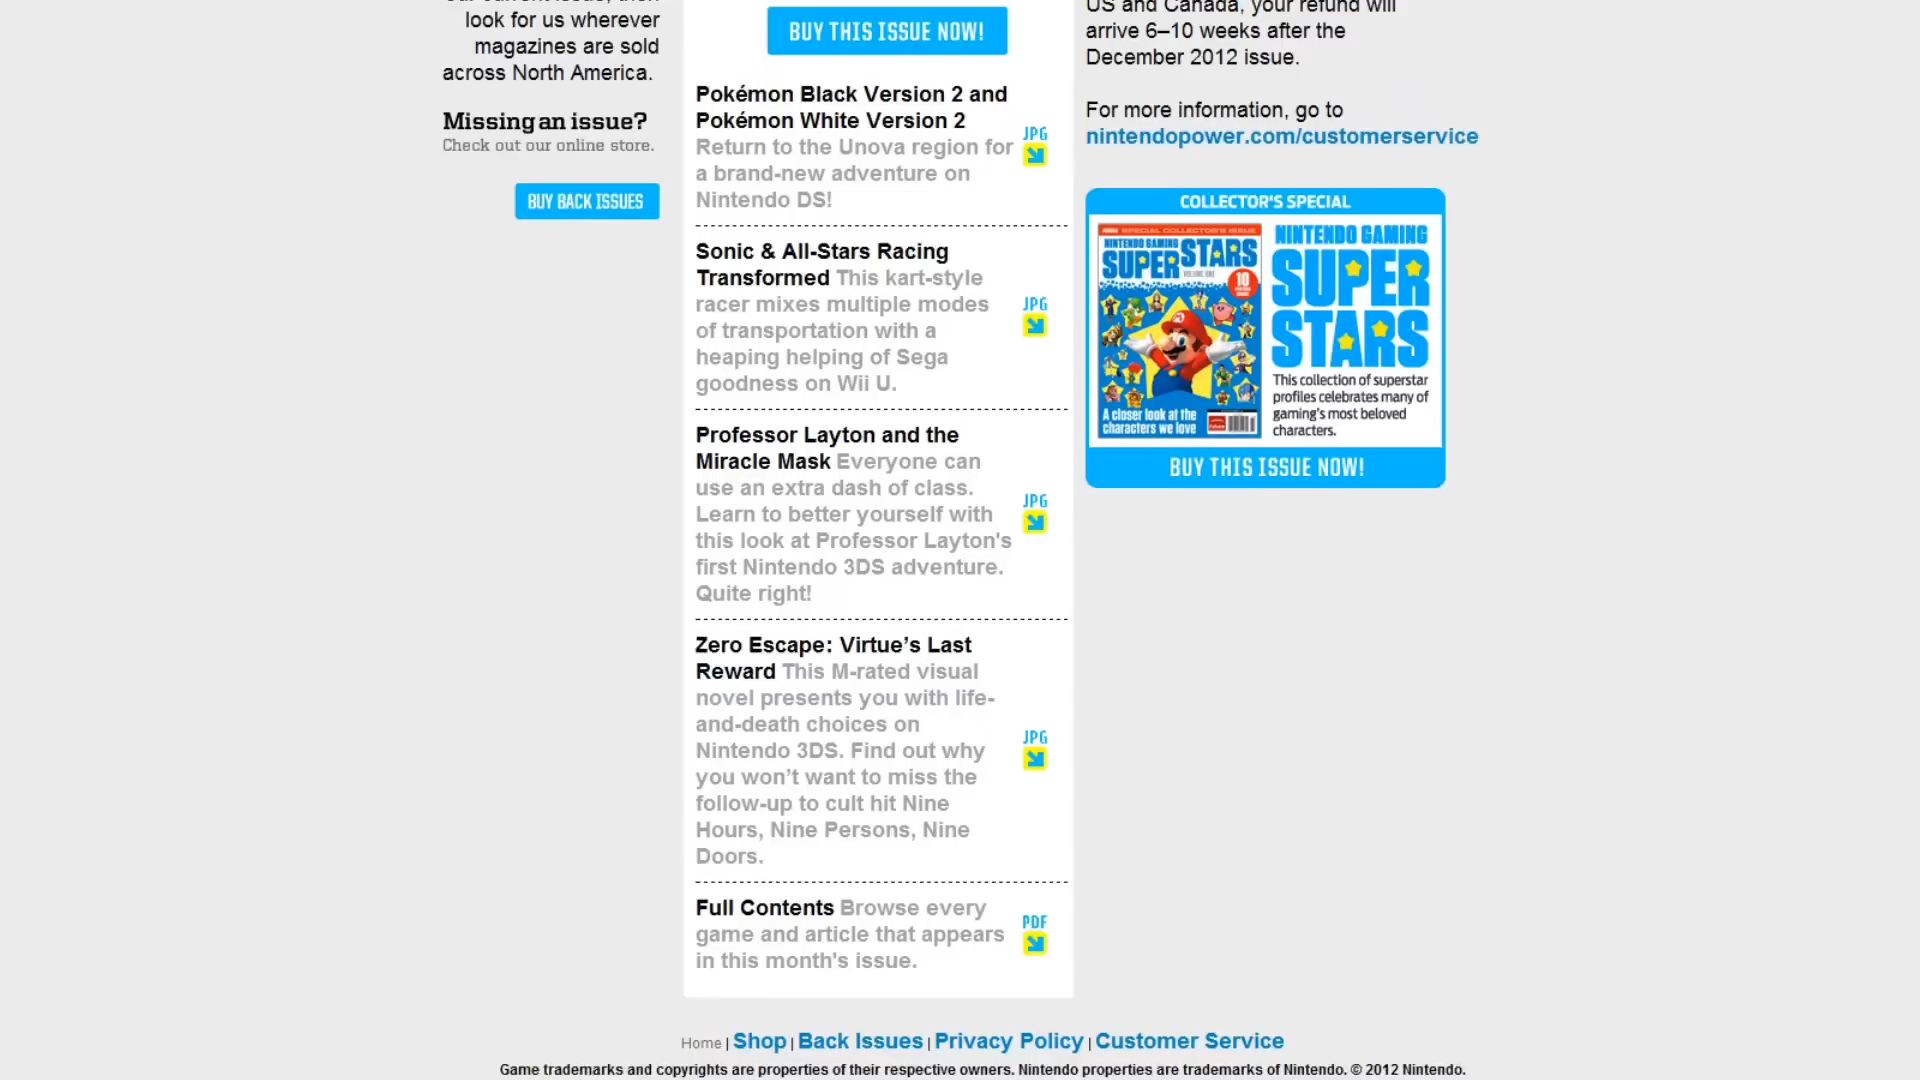 look for us wherever
magazines are sold
across North America.
Missing an issue?
Check out our online store.
BUY BACK ISSUES
BUY THIS ISSUE NOW!
Pokémon Black Version 2 and
Pokémon White Version 2
Return to the Unova region for
a brand-new adventure on
Nintendo DS!
JPG
Sonic & All-Stars Racing
Transformed This kart-style
racer mixes multiple modes
of transportation with a
heaping helping of Sega
goodness on Wii U.
JPG
Professor Layton and the
Miracle Mask Everyone can
use an extra dash of class.
Learn to better yourself with
this look at Professor Layton's
first Nintendo 3DS adventure.
Quite right!
JPG
Zero Escape: Virtue’s Last
Reward This M-rated visual
novel presents you with life-
and-death choices on
Nintendo 3DS. Find out why
you won’t want to miss the
follow-up to cult hit Nine
Hours, Nine Persons, Nine
Doors.
JPG
Full Contents Browse every
game and article that appears
in this month's issue.
PDF
US and Canada, your refund will
arrive 6–10 weeks after the
December 2012 issue.
For more information, go to
nintendopower.com/customerservice
COLLECTOR'S SPECIAL
SPECIAL COLLECTOR'S ISSUE
NINTENDO GAMING
SUPER STARS
VOLUME ONE
10
A closer look at the
characters we love
NINTENDO GAMING
SUPER
STARS
This collection of superstar
profiles celebrates many of
gaming's most beloved
characters.
BUY THIS ISSUE NOW!
Home | Shop | Back Issues | Privacy Policy | Customer Service
Game trademarks and copyrights are properties of their respective owners. Nintendo properties are trademarks of Nintendo. © 2012 Nintendo.